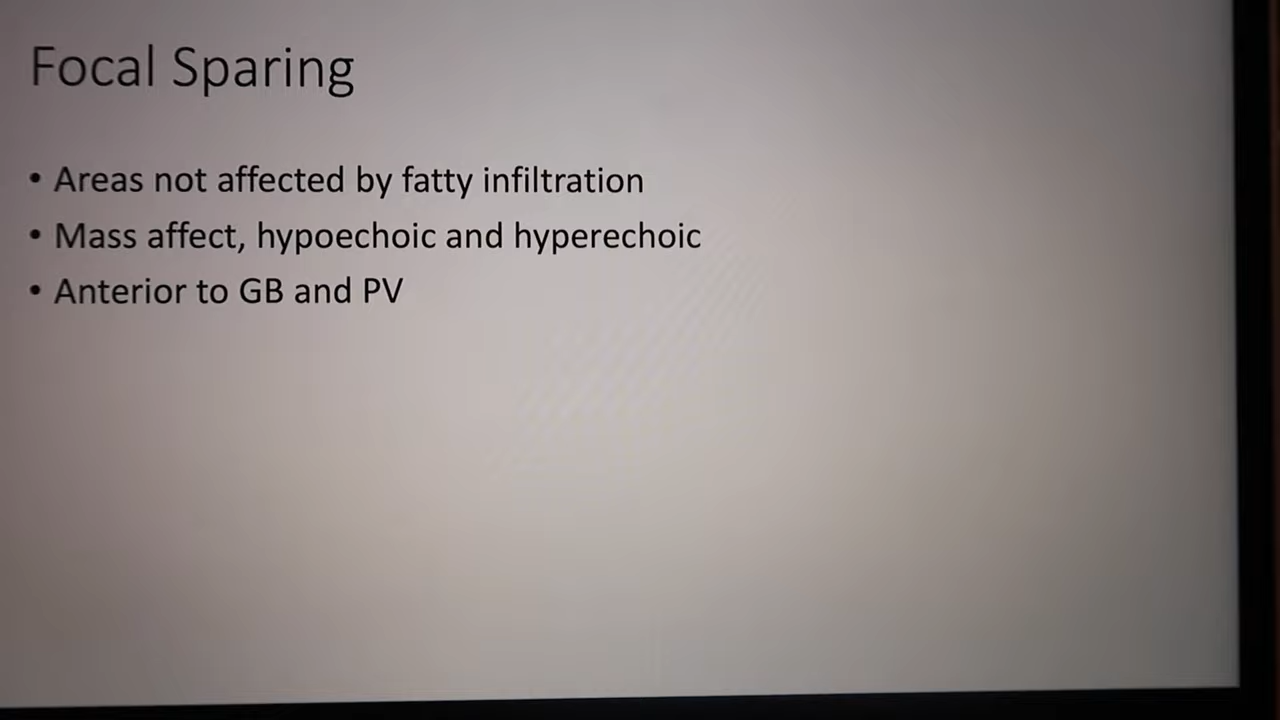 Focal Sparing
• Areas not affected by fatty infiltration
• Mass affect, hypoechoic and hyperechoic
• Anterior to GB and PV